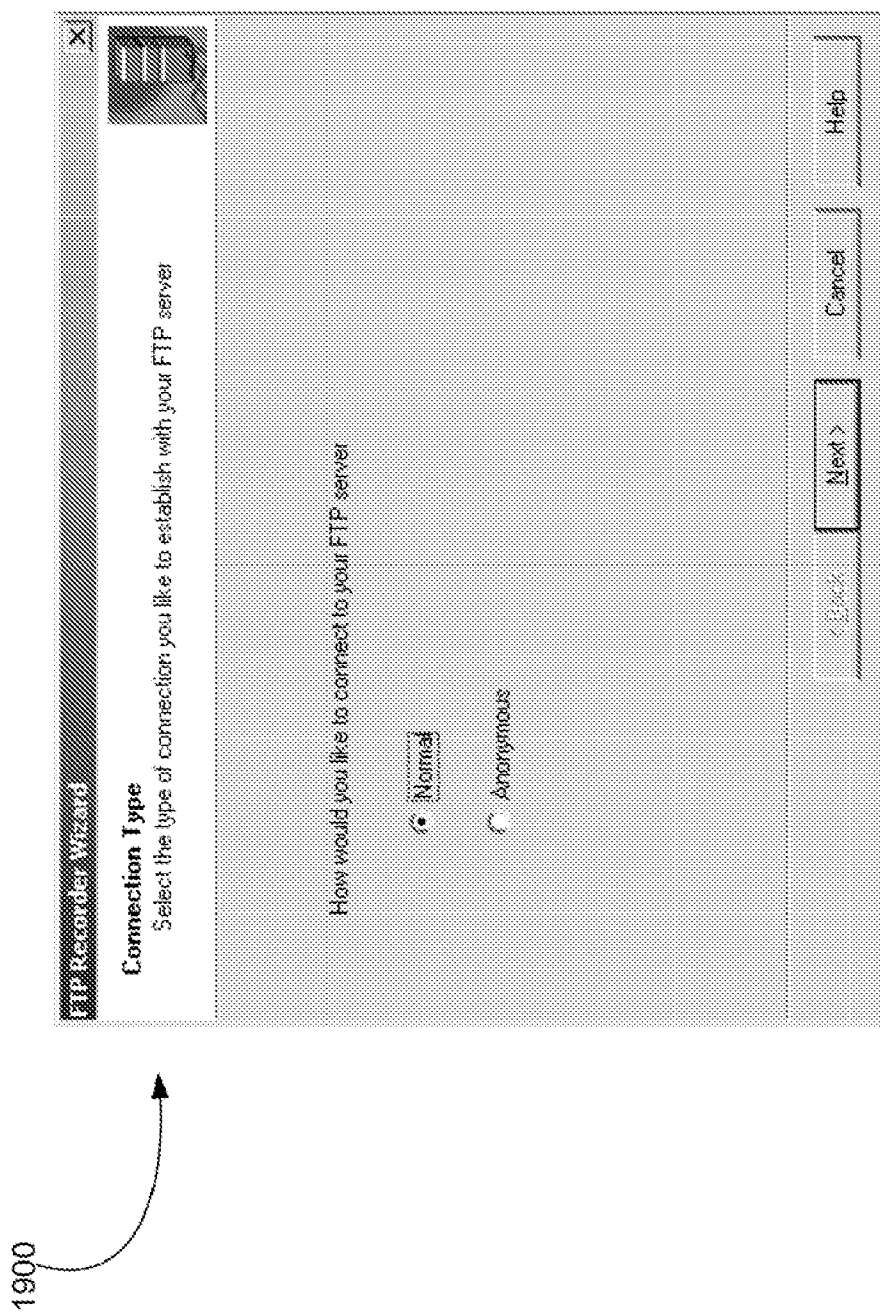 1900
FTP Recorder Wizard
Connection Type
Select the type of connection you like to establish with your FTP server
How would you like to connect to your FTP server
Normal
Anonymous
< Back
Next >
Cancel
Help